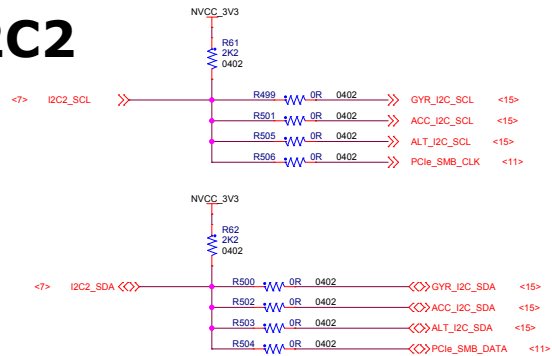 2C2
NVCC_3V3
R61
2K2
0402
<7> I2C2_SCL
R499 0R 0402 GYR_I2C_SCL <15>
R501 0R 0402 ACC_I2C_SCL <15>
R505 0R 0402 ALT_I2C_SCL <15>
R506 0R 0402 PCIe_SMB_CLK <11>
NVCC_3V3
R62
2K2
0402
<7> I2C2_SDA
R500 0R 0402 GYR_I2C_SDA <15>
R502 0R 0402 ACC_I2C_SDA <15>
R503 0R 0402 ALT_I2C_SDA <15>
R504 0R 0402 PCIe_SMB_DATA <11>